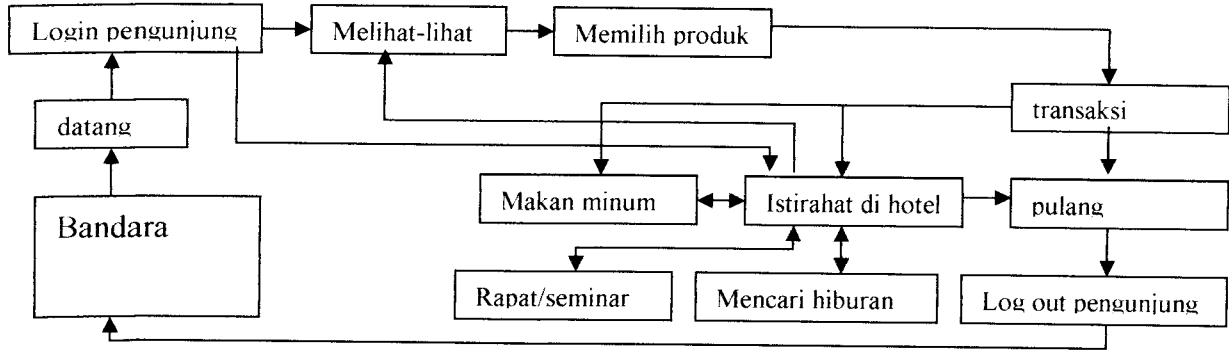 Login pengunjung
Melihat-lihat
Memilih produk
datang
transaksi
Makan minum
Istirahat di hotel
pulang
Bandara
Rapat/seminar
Mencari hiburan
Log out pengunjung